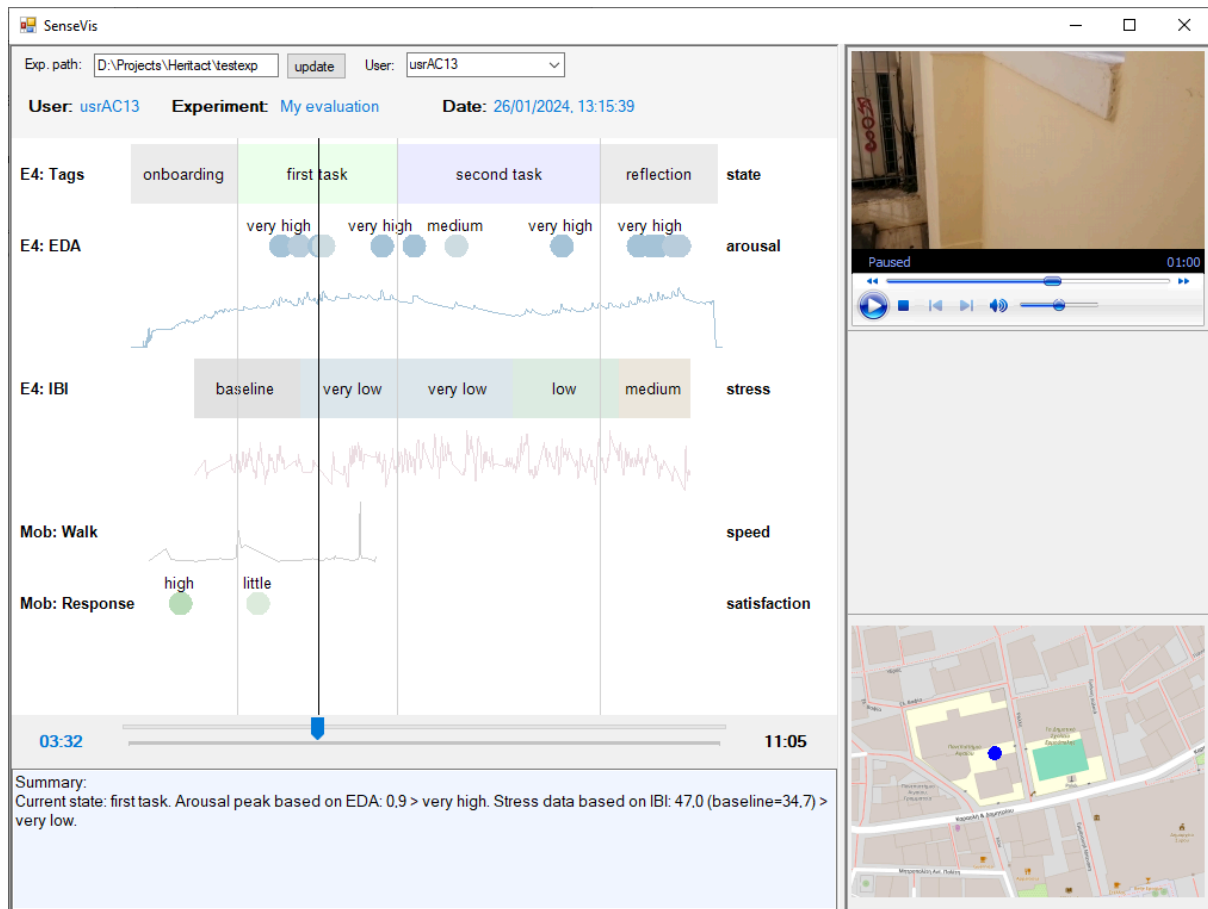 SenseVis
Exp. path: D:\Projects\Heritact\testexp update User: usrAC13
User: usrAC13 Experiment: My evaluation Date: 26/01/2024, 13:15:39
E4: Tags onboarding first task second task reflection state
very high very high medium very high very high
E4: EDA arousal
E4: IBI baseline very low very low low medium stress
Mob: Walk speed
high little
Mob: Response satisfaction
03:32 11:05
Summary:
Current state: first task. Arousal peak based on EDA: 0,9 > very high. Stress data based on IBI: 47,0 (baseline=34,7) >
very low.
Paused 01:00